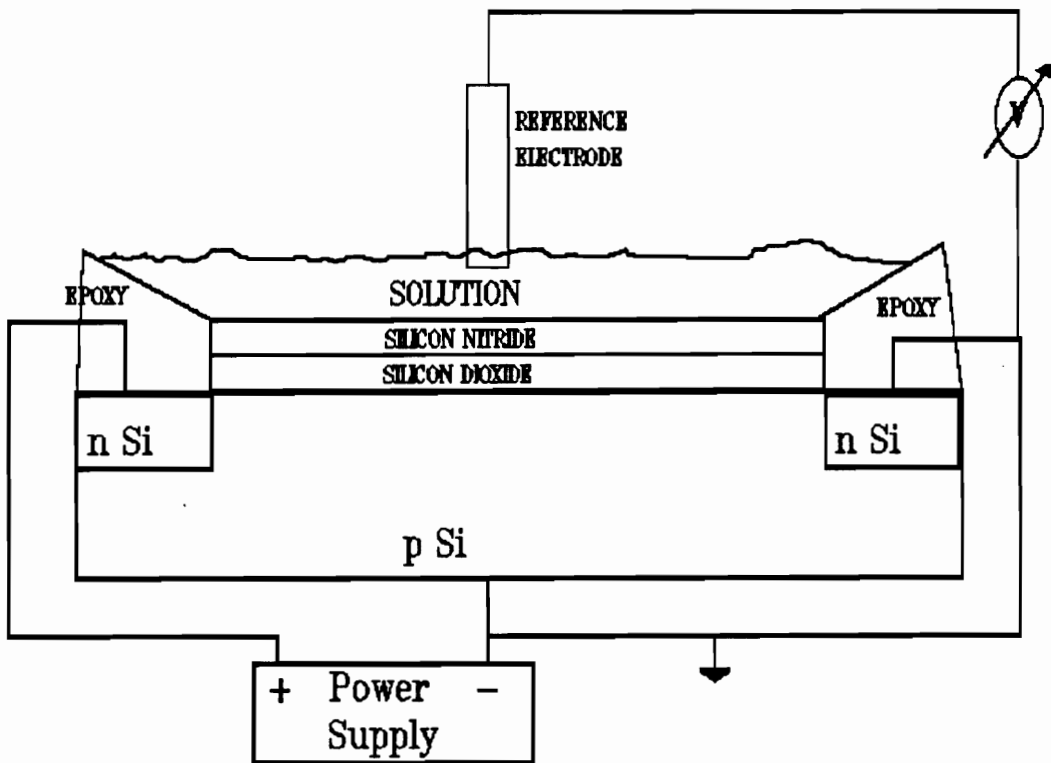 REFERENCE
ELECTRODE
V
EPOXY
SOLUTION
EPOXY
SILICON NITRIDE
SILICON DIOXIDE
n Si
n Si
p Si
+ Power -
Supply